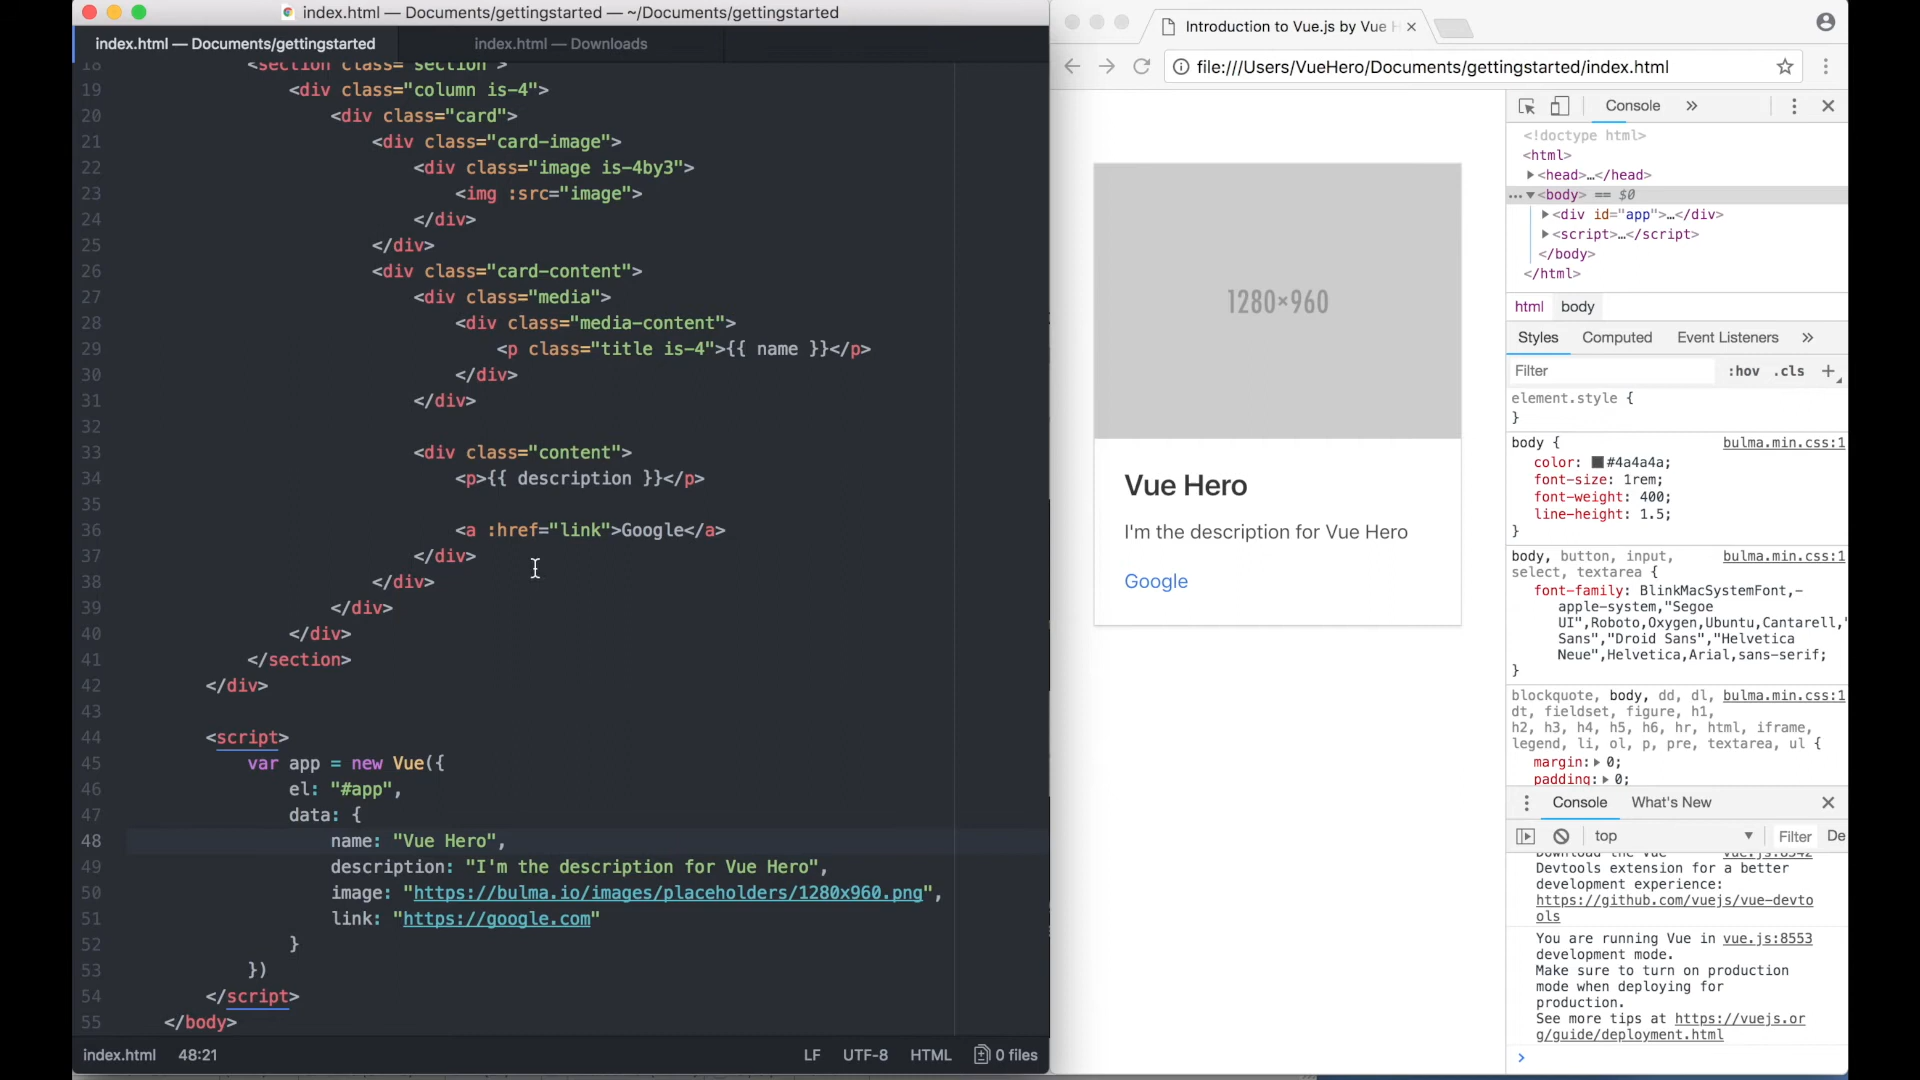 index.html — Documents/gettingstarted — ~/Documents/gettingstarted
index.html — Documents/gettingstarted
index.html — Downloads
18 <section class="section">
19 <div class="column is-4">
20 <div class="card">
21 <div class="card-image">
22 <div class="image is-4by3">
23 <img :src="image">
24 </div>
25 </div>
26 <div class="card-content">
27 <div class="media">
28 <div class="media-content">
29 <p class="title is-4">{{ name }}</p>
30 </div>
31 </div>
32
33 <div class="content">
34 <p>{{ description }}</p>
35
36 <a :href="link">Google</a>
37 </div>
38 </div>
39 </div>
40 </div>
41 </section>
42 </div>
43
44 <script>
45 var app = new Vue({
46 el: "#app",
47 data: {
48 name: "Vue Hero",
49 description: "I'm the description for Vue Hero",
50 image: "https://bulma.io/images/placeholders/1280x960.png",
51 link: "https://google.com"
52 }
53 })
54 </script>
55 </body>
index.html 48:21 LF UTF-8 HTML 0 files
Introduction to Vue.js by Vue H
file:///Users/VueHero/Documents/gettingstarted/index.html
1280×960
Vue Hero
I'm the description for Vue Hero
Google
Console »
<!doctype html>
<html>
<head>…</head>
<body> == $0
<div id="app">…</div>
<script>…</script>
</body>
</html>
html body
Styles Computed Event Listeners »
Filter :hov .cls +
element.style {
}
body { bulma.min.css:1
color: #4a4a4a;
font-size: 1rem;
font-weight: 400;
line-height: 1.5;
}
body, button, input, bulma.min.css:1
select, textarea {
font-family: BlinkMacSystemFont,-
apple-system,"Segoe
UI",Roboto,Oxygen,Ubuntu,Cantarell,"
Sans","Droid Sans","Helvetica
Neue",Helvetica,Arial,sans-serif;
}
blockquote, body, dd, dl, bulma.min.css:1
dt, fieldset, figure, h1,
h2, h3, h4, h5, h6, hr, html, iframe,
legend, li, ol, p, pre, textarea, ul {
margin: 0;
padding: 0;
Console What's New
top Filter De
Download the Vue vue.js:8542
Devtools extension for a better
development experience:
https://github.com/vuejs/vue-devto
ols
You are running Vue in vue.js:8553
development mode.
Make sure to turn on production
mode when deploying for
production.
See more tips at https://vuejs.or
g/guide/deployment.html
>